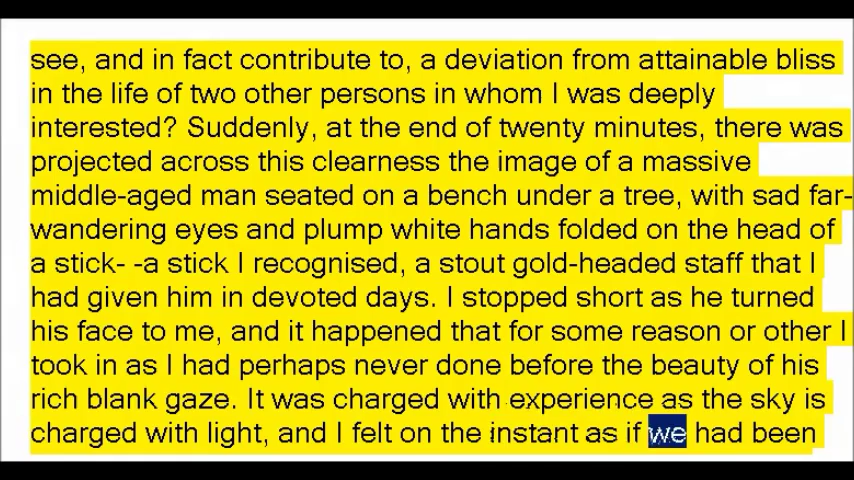 see, and in fact contribute to, a deviation from attainable bliss
in the life of two other persons in whom I was deeply
interested? Suddenly, at the end of twenty minutes, there was
projected across this clearness the image of a massive
middle-aged man seated on a bench under a tree, with sad far-
wandering eyes and plump white hands folded on the head of
a stick- -a stick I recognised, a stout gold-headed staff that I
had given him in devoted days. I stopped short as he turned
his face to me, and it happened that for some reason or other I
took in as I had perhaps never done before the beauty of his
rich blank gaze. It was charged with experience as the sky is
charged with light, and I felt on the instant as if we had been